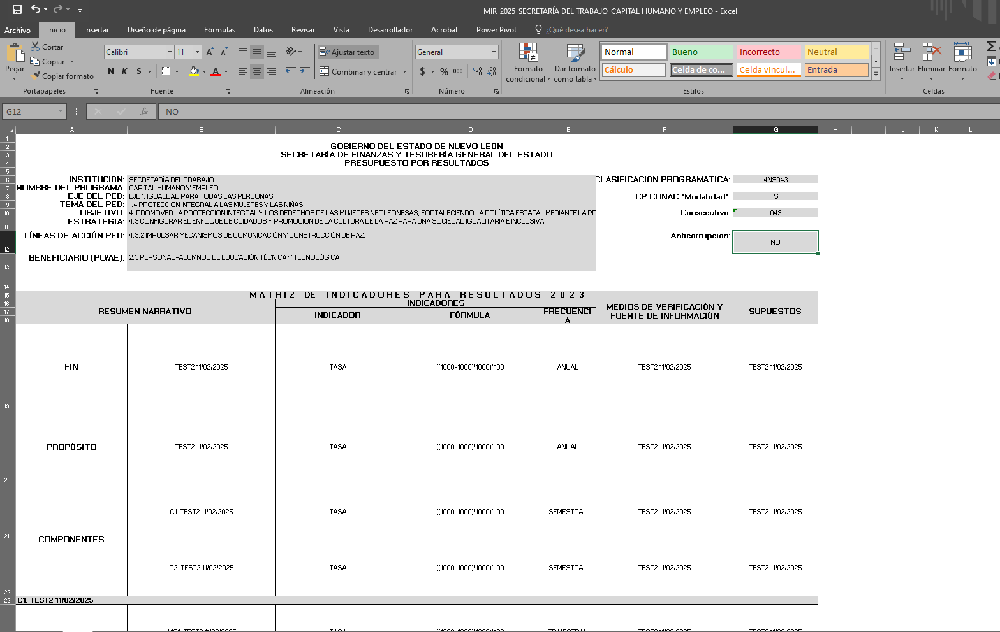 MIR_2025_SECRETARÍA DEL TRABAJO_CAPITAL HUMANO Y EMPLEO - Excel
Archivo Inicio Insertar Diseño de página Fórmulas Datos Revisar Vista Desarrollador Acrobat Power Pivot ¿Qué desea hacer?
Pegar Cortar
Copiar
Copiar formato
Portapapeles
Calibri 11
N K S
Fuente
Ajustar texto
Combinar y centrar
Alineación
General
$ % 000
Número
Formato condicional
Dar formato como tabla
Normal Bueno Incorrecto Neutral
Cálculo Celda de co... Celda vincul... Entrada
Estilos
Insertar Eliminar Formato
Celdas
G12 fx NO
A B C D E F G H I J K L
1
2 GOBIERNO DEL ESTADO DE NUEVO LEÓN
3 SECRETARÍA DE FINANZAS Y TESORERÍA GENERAL DEL ESTADO
4 PRESUPUESTO POR RESULTADOS
5
6 INSTITUCIÓN: SECRETARÍA DEL TRABAJO CLASIFICACIÓN PROGRAMÁTICA: 4NS043
7 NOMBRE DEL PROGRAMA: CAPITAL HUMANO Y EMPLEO
8 EJE DEL PED: EJE 1: IGUALDAD PARA TODAS LAS PERSONAS. CP CONAC "Modalidad": S
9 TEMA DEL PED: 1.4 PROTECCIÓN INTEGRAL A LAS MUJERES Y LAS NIÑAS
10 OBJETIVO: 4. PROMOVER LA PROTECCIÓN INTEGRAL Y LOS DERECHOS DE LAS MUJERES NEOLEONESAS, FORTALECIENDO LA POLÍTICA ESTATAL MEDIANTE LA PF Consecutivo: 043
11 ESTRATEGIA: 4.3 CONFIGURAR EL ENFOQUE DE CUIDADOS Y PROMOCION DE LA CULTURA DE LA PAZ PARA UNA SOCIEDAD IGUALITARIA E INCLUSIVA
12 LÍNEAS DE ACCIÓN PED: 4.3.2 IMPULSAR MECANISMOS DE COMUNICACIÓN Y CONSTRUCCIÓN DE PAZ. Anticorrupcion: NO
13 BENEFICIARIO (PO/AE): 2.3 PERSONAS-ALUMNOS DE EDUCACIÓN TÉCNICA Y TECNOLÓGICA
14
15 MATRIZ DE INDICADORES PARA RESULTADOS 2023
16 INDICADORES
17 RESUMEN NARRATIVO INDICADOR FÓRMULA FRECUENCIA MEDIOS DE VERIFICACIÓN Y FUENTE DE INFORMACIÓN SUPUESTOS
18
19 FIN TEST2 11/02/2025 TASA ((1000-1000)/1000)*100 ANUAL TEST2 11/02/2025 TEST2 11/02/2025
20 PROPÓSITO TEST2 11/02/2025 TASA ((1000-1000)/1000)*100 ANUAL TEST2 11/02/2025 TEST2 11/02/2025
21 COMPONENTES C1. TEST2 11/02/2025 TASA ((1000-1000)/1000)*100 SEMESTRAL TEST2 11/02/2025 TEST2 11/02/2025
22 C2. TEST2 11/02/2025 TASA ((1000-1000)/1000)*100 SEMESTRAL TEST2 11/02/2025 TEST2 11/02/2025
23 C1. TEST2 11/02/2025